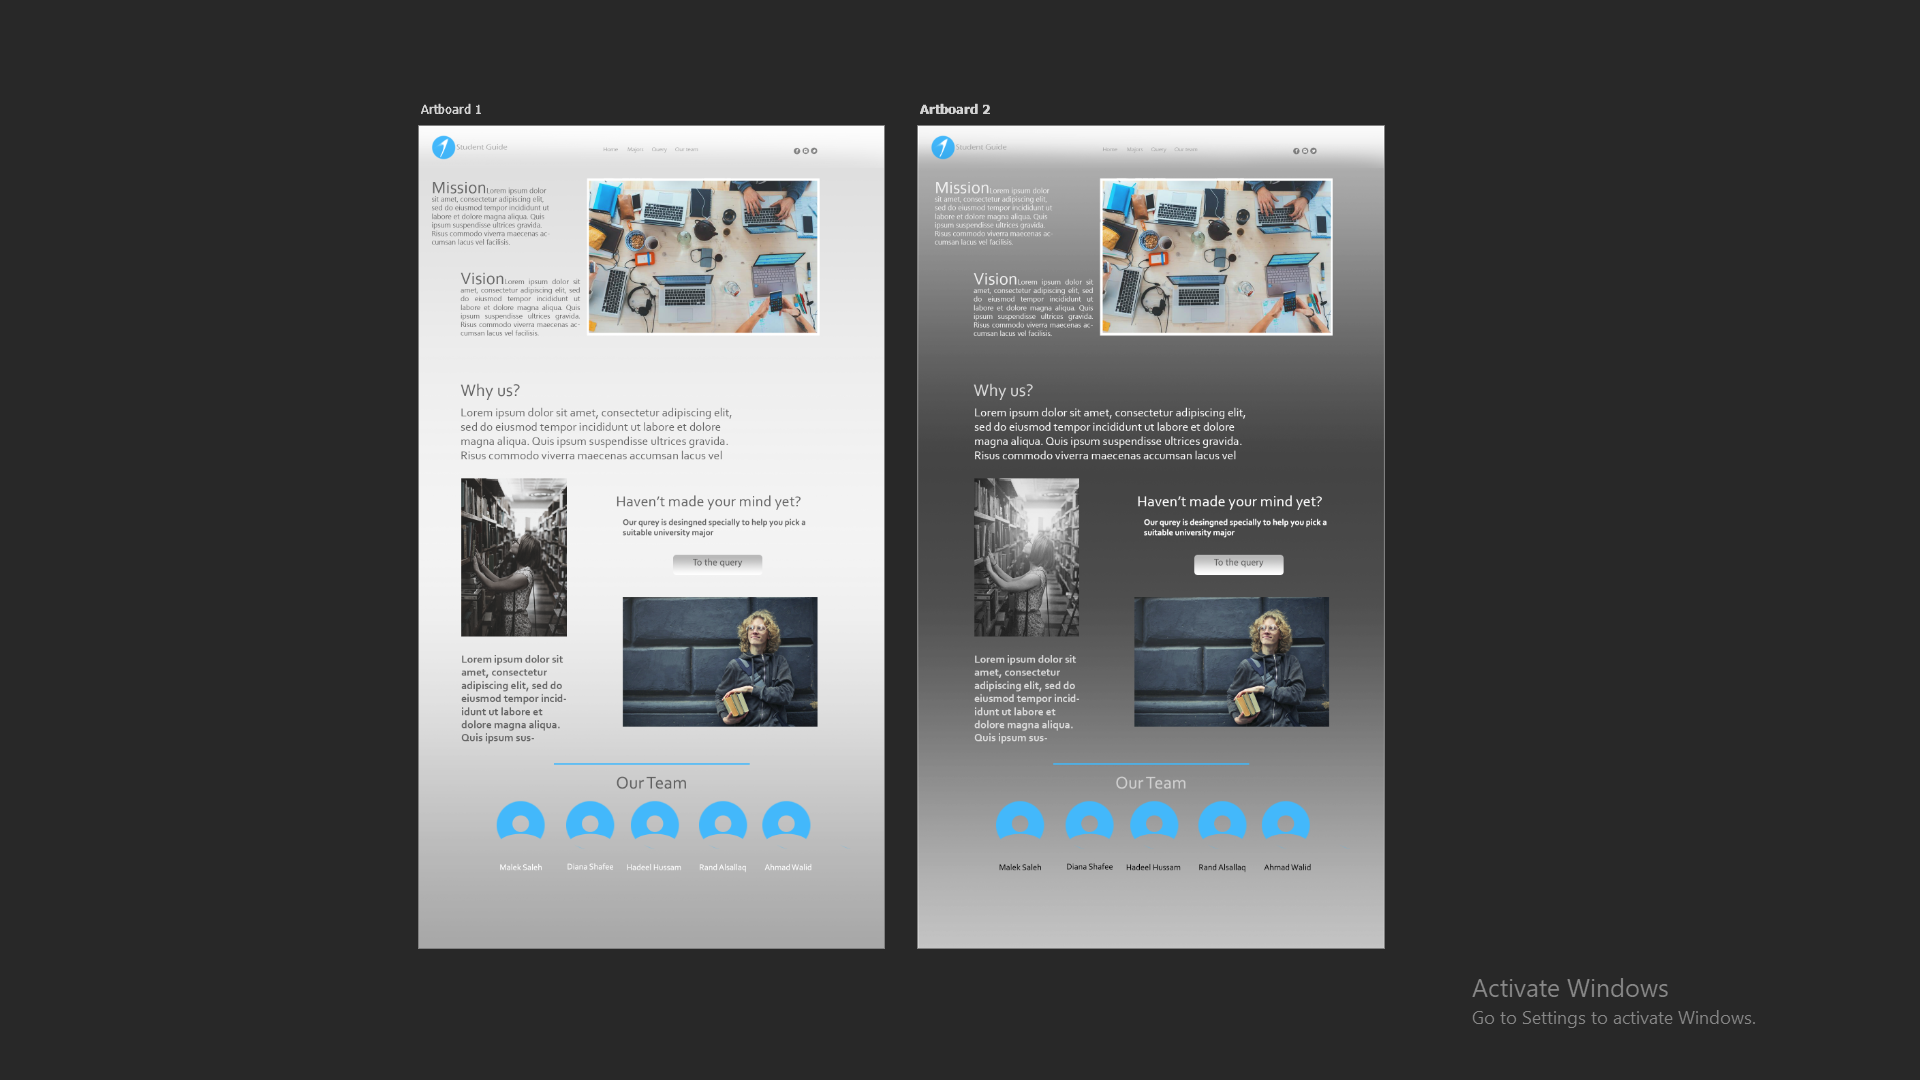 Artboard 1
Student Guide
Home Majors Query Our team
Mission Lorem ipsum dolor
sit amet, consectetur adipiscing elit,
sed do eiusmod tempor incididunt ut
labore et dolore magna aliqua. Quis
ipsum suspendisse ultrices gravida.
Risus commodo viverra maecenas ac-
cumsan lacus vel facilisis.
Vision Lorem ipsum dolor sit
amet, consectetur adipiscing elit, sed
do eiusmod tempor incididunt ut
labore et dolore magna aliqua. Quis
ipsum suspendisse ultrices gravida.
Risus commodo viverra maecenas ac-
cumsan lacus vel facilisis.
Why us?
Lorem ipsum dolor sit amet, consectetur adipiscing elit,
sed do eiusmod tempor incididunt ut labore et dolore
magna aliqua. Quis ipsum suspendisse ultrices gravida.
Risus commodo viverra maecenas accumsan lacus vel
Haven't made your mind yet?
Our qurey is desingned specially to help you pick a
suitable university major
To the query
Lorem ipsum dolor sit
amet, consectetur
adipiscing elit, sed do
eiusmod tempor incid-
idunt ut labore et
dolore magna aliqua.
Quis ipsum sus-
Our Team
Malek Saleh Diana Shafee Hadeel Hussam Rand Alsallaq Ahmad Walid
Artboard 2
Student Guide
Home Majors Query Our team
Mission Lorem ipsum dolor
sit amet, consectetur adipiscing elit,
sed do eiusmod tempor incididunt ut
labore et dolore magna aliqua. Quis
ipsum suspendisse ultrices gravida.
Risus commodo viverra maecenas ac-
cumsan lacus vel facilisis.
Vision Lorem ipsum dolor sit
amet, consectetur adipiscing elit, sed
do eiusmod tempor incididunt ut
labore et dolore magna aliqua. Quis
ipsum suspendisse ultrices gravida.
Risus commodo viverra maecenas ac-
cumsan lacus vel facilisis.
Why us?
Lorem ipsum dolor sit amet, consectetur adipiscing elit,
sed do eiusmod tempor incididunt ut labore et dolore
magna aliqua. Quis ipsum suspendisse ultrices gravida.
Risus commodo viverra maecenas accumsan lacus vel
Haven't made your mind yet?
Our qurey is desingned specially to help you pick a
suitable university major
To the query
Lorem ipsum dolor sit
amet, consectetur
adipiscing elit, sed do
eiusmod tempor incid-
idunt ut labore et
dolore magna aliqua.
Quis ipsum sus-
Our Team
Malek Saleh Diana Shafee Hadeel Hussam Rand Alsallaq Ahmad Walid
Activate Windows
Go to Settings to activate Windows.